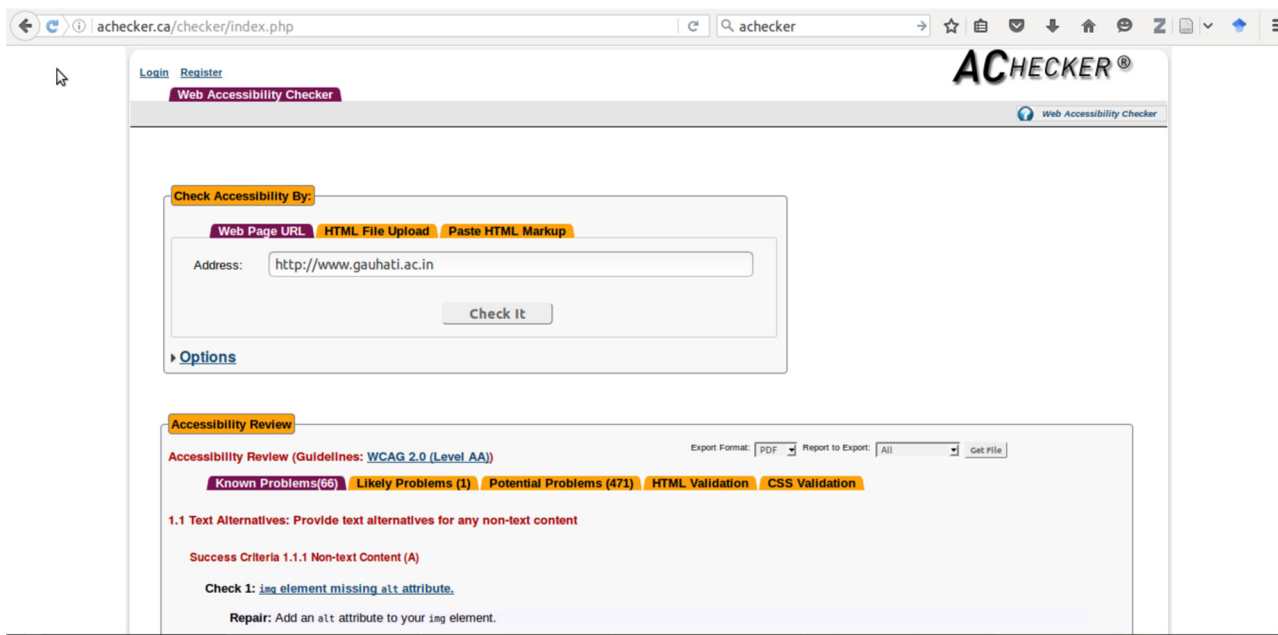 achecker.ca/checker/index.php
achecker
Login Register
ACHECKER ®
Web Accessibility Checker
Web Accessibility Checker
Check Accessibility By:
Web Page URL HTML File Upload Paste HTML Markup
Address: http://www.gauhati.ac.in
Check It
Options
Accessibility Review
Export Format: PDF Report to Export: All Get File
Accessibility Review (Guidelines: WCAG 2.0 (Level AA))
Known Problems(66) Likely Problems (1) Potential Problems (471) HTML Validation CSS Validation
1.1 Text Alternatives: Provide text alternatives for any non-text content
Success Criteria 1.1.1 Non-text Content (A)
Check 1: img element missing alt attribute.
Repair: Add an alt attribute to your img element.